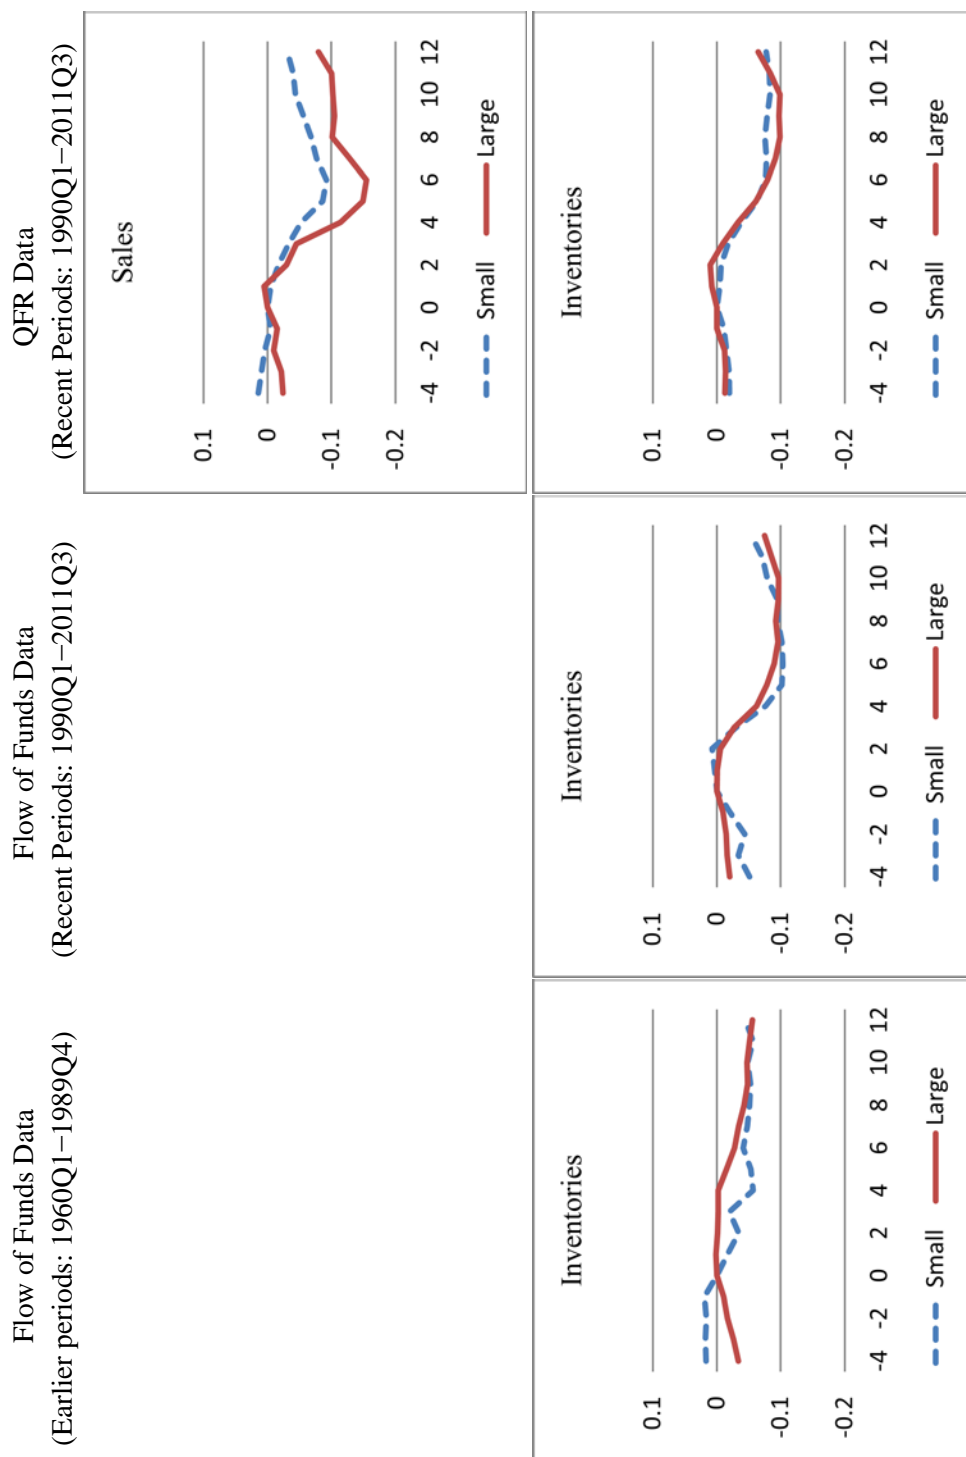 Flow of Funds Data
(Earlier periods: 1960Q1−1989Q4)
Flow of Funds Data
(Recent Periods: 1990Q1−2011Q3)
QFR Data
(Recent Periods: 1990Q1−2011Q3)
Sales
0.1
0
-0.1
-0.2
-4 -2 0 2 4 6 8 10 12
Small Large
Inventories
0.1
0
-0.1
-0.2
-4 -2 0 2 4 6 8 10 12
Small Large
Inventories
0.1
0
-0.1
-0.2
-4 -2 0 2 4 6 8 10 12
Small Large
Inventories
0.1
0
-0.1
-0.2
-4 -2 0 2 4 6 8 10 12
Small Large